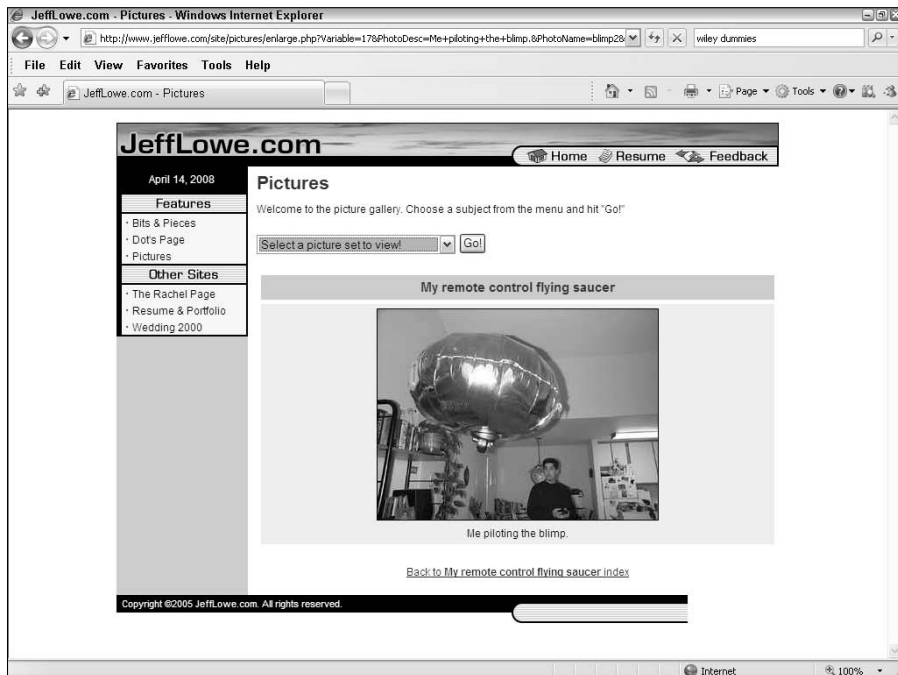 JeffLowe.com - Pictures - Windows Internet Explorer
http://www.jefflowe.com/site/pictures/enlarge.php?Variable=17&PhotoDesc=Me+piloting+the+blimp.&PhotoName=blimp28 wiley dummies
File Edit View Favorites Tools Help
JeffLowe.com - Pictures Page Tools
JeffLowe.com
Home Resume Feedback
April 14, 2008
Features
· Bits & Pieces
· Dot's Page
· Pictures
Other Sites
· The Rachel Page
· Resume & Portfolio
· Wedding 2000
Pictures
Welcome to the picture gallery. Choose a subject from the menu and hit "Go!"
Select a picture set to view! Go!
My remote control flying saucer
Me piloting the blimp.
Back to My remote control flying saucer index
Copyright ©2005 JeffLowe.com. All rights reserved.
Internet 100%